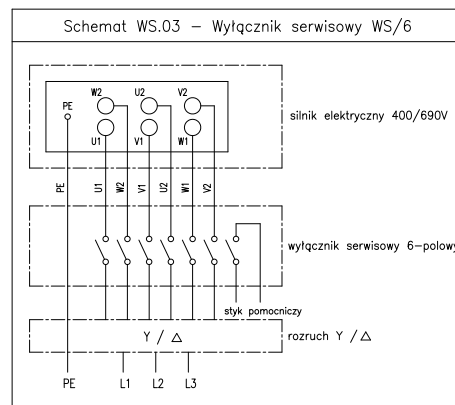 Schemat WS.03 – Wyłącznik serwisowy WS/6
W2 U2 V2
PE
U1 V1 W1
silnik elektryczny 400/690V
PE U1 W2 V1 U2 W1 V2
wyłącznik serwisowy 6–polowy
styk pomocniczy
Y / △
rozruch Y / △
PE L1 L2 L3